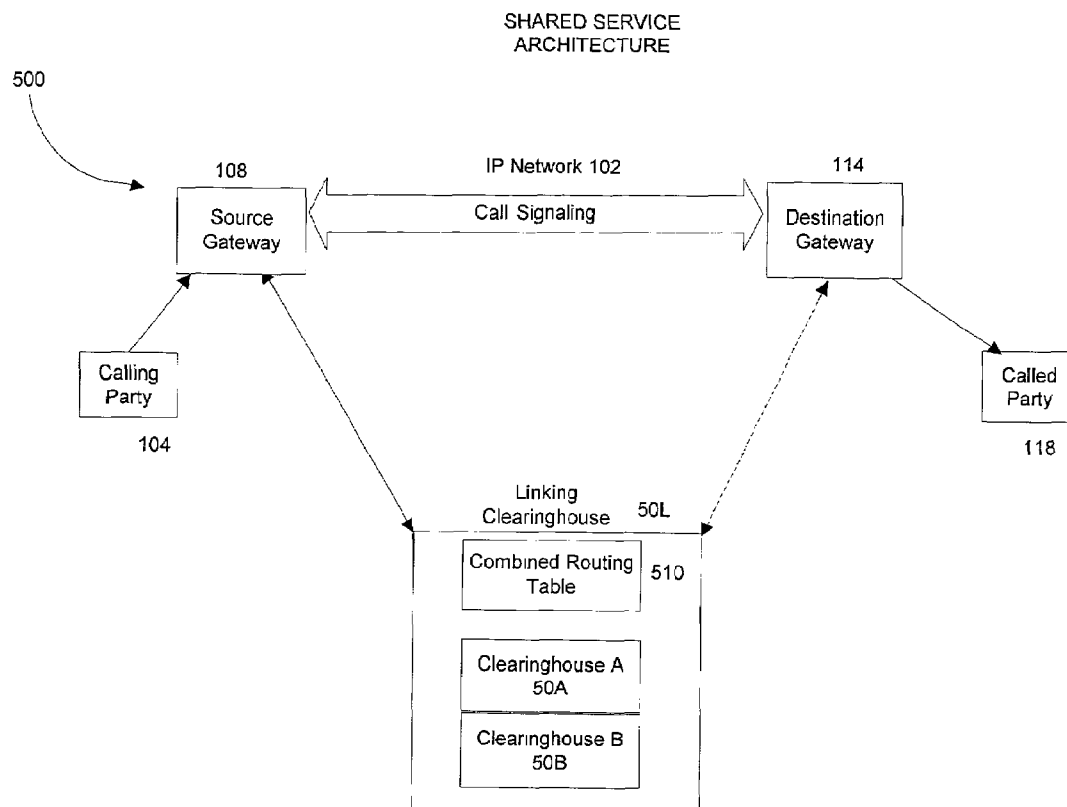 SHARED SERVICE
ARCHITECTURE
500
108
IP Network 102
114
Source
Gateway
Call Signaling
Destination
Gateway
Calling
Party
104
Called
Party
118
Linking
Clearinghouse
50L
Combined Routing
Table
510
Clearinghouse A
50A
Clearinghouse B
50B